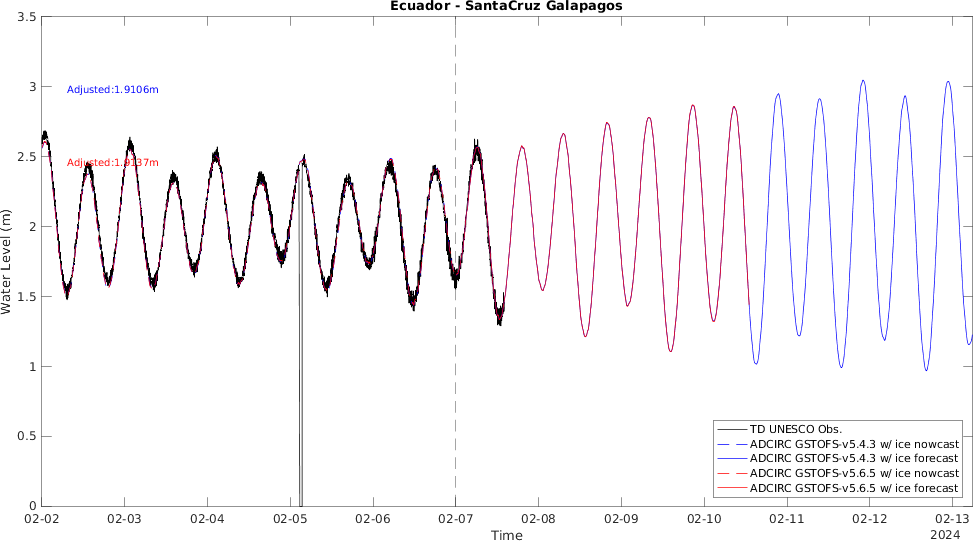 Ecuador - SantaCruz Galapagos
3.5
3
2.5
2
1.5
1
0.5
0
Water Level (m)
Adjusted:1.9106m
Adjusted:1.9137m
TD UNESCO Obs.
ADCIRC GSTOFS-v5.4.3 w/ ice nowcast
ADCIRC GSTOFS-v5.4.3 w/ ice forecast
ADCIRC GSTOFS-v5.6.5 w/ ice nowcast
ADCIRC GSTOFS-v5.6.5 w/ ice forecast
02-02 02-03 02-04 02-05 02-06 02-07 02-08 02-09 02-10 02-11 02-12 02-13
Time
2024